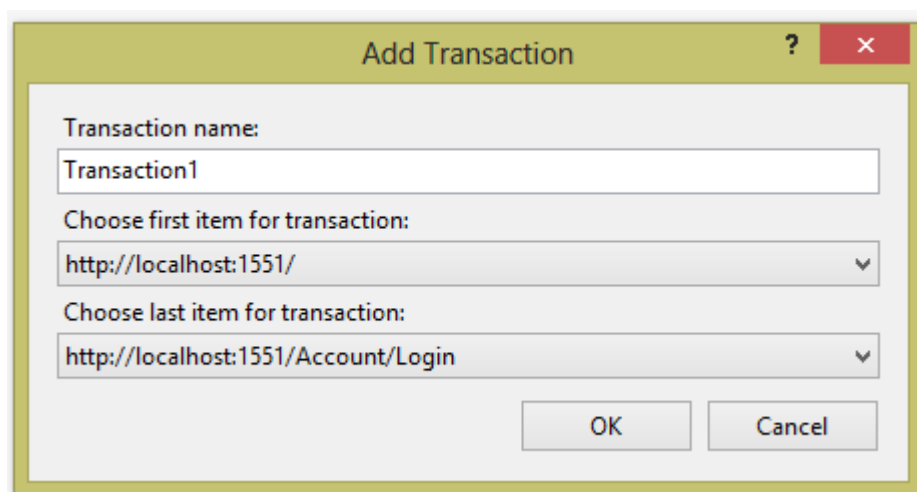 Add Transaction
?
Transaction name:
Transaction1
Choose first item for transaction:
http://localhost:1551/
Choose last item for transaction:
http://localhost:1551/Account/Login
OK
Cancel